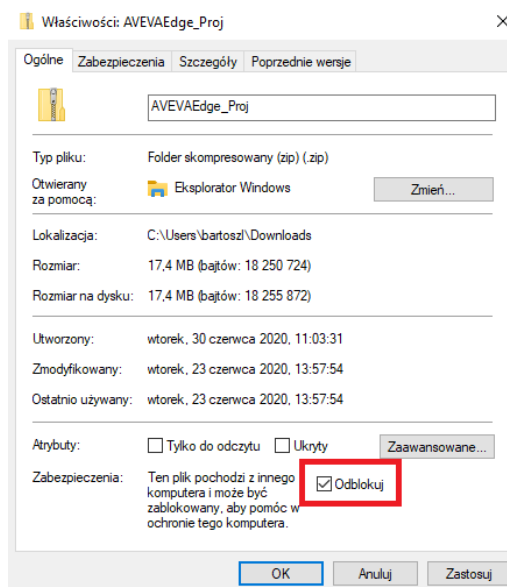 Właściwości: AVEVAEdge_Proj
Ogólne Zabezpieczenia Szczegóły Poprzednie wersje
AVEVAEdge_Proj
Typ pliku: Folder skompresowany (zip) (.zip)
Otwierany za pomocą: Eksplorator Windows Zmień...
Lokalizacja: C:\Users\bartoszl\Downloads
Rozmiar: 17,4 MB (bajtów: 18 250 724)
Rozmiar na dysku: 17,4 MB (bajtów: 18 255 872)
Utworzony: wtorek, 30 czerwca 2020, 11:03:31
Zmodyfikowany: wtorek, 23 czerwca 2020, 13:57:54
Ostatnio używany: wtorek, 23 czerwca 2020, 13:57:54
Atrybuty: Tylko do odczytu Ukryty Zaawansowane...
Zabezpieczenia: Ten plik pochodzi z innego
komputera i może być
zablokowany, aby pomóc w
ochronie tego komputera.
Odblokuj
OK Anuluj Zastosuj